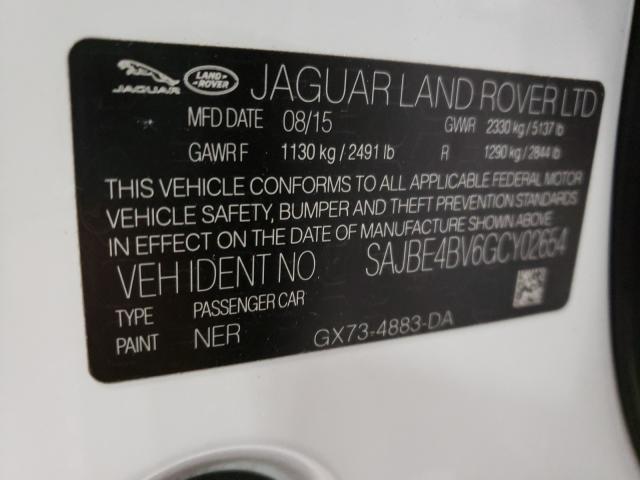 JAGUAR LAND-ROVER JAGUAR LAND ROVER LTD
MFD DATE 08/15 GVWR 2330 kg / 5137 lb
GAWR F 1130 kg / 2491 lb R 1290 kg / 2844 lb
THIS VEHICLE CONFORMS TO ALL APPLICABLE FEDERAL MOTOR
VEHICLE SAFETY, BUMPER AND THEFT PREVENTION STANDARDS
IN EFFECT ON THE DATE OF MANUFACTURE SHOWN ABOVE
VEH IDENT NO. SAJBE4BV6GCY02654
TYPE PASSENGER CAR
PAINT NER GX73-4883-DA